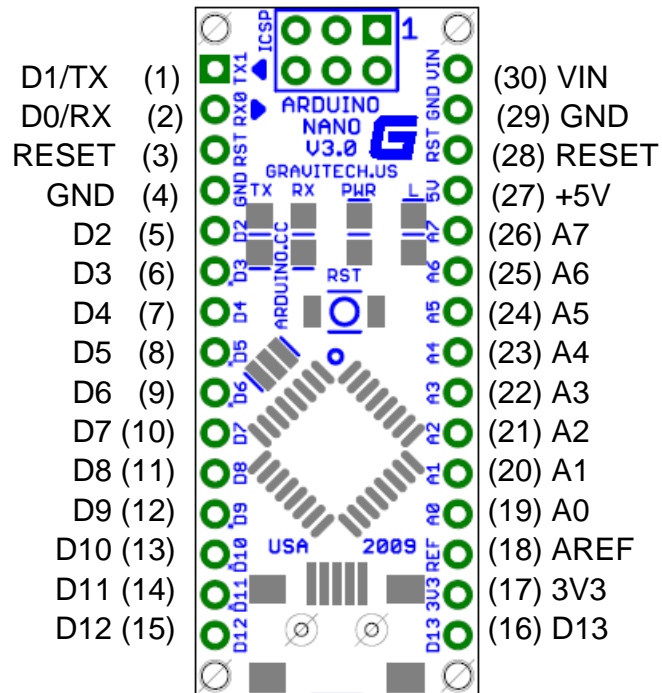 D1/TX (1)
D0/RX (2)
RESET (3)
GND (4)
D2 (5)
D3 (6)
D4 (7)
D5 (8)
D6 (9)
D7 (10)
D8 (11)
D9 (12)
D10 (13)
D11 (14)
D12 (15)
TX1
RX0
RST
GND
D2
D3
D4
D5
D6
D7
D8
D9
D10
D11
D12
ICSP
1
ARDUINO
NANO
V3.0
G
GRAVITECH.US
TX RX PWR L
ARDUINO.CC
RST
USA 2009
VIN
GND
RST
5V
A7
A6
A5
A4
A3
A2
A1
A0
REF
3V3
D13
(30) VIN
(29) GND
(28) RESET
(27) +5V
(26) A7
(25) A6
(24) A5
(23) A4
(22) A3
(21) A2
(20) A1
(19) A0
(18) AREF
(17) 3V3
(16) D13